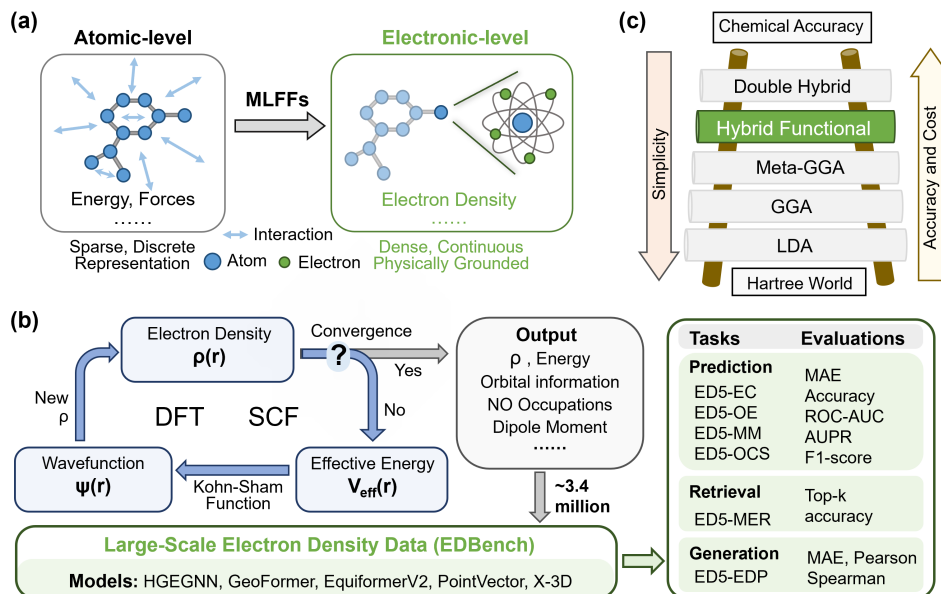 (a)
Atomic-level
Electronic-level
MLFFs
Energy, Forces
......
Electron Density
......
Sparse, Discrete
Representation
Interaction
Atom
Electron
Dense, Continuous
Physically Grounded
(c)
Chemical Accuracy
Simplicity
Double Hybrid
Hybrid Functional
Meta-GGA
GGA
LDA
Hartree World
Accuracy and Cost
(b)
Electron Density
ρ(r)
Convergence
?
Yes
No
New
ρ
DFT SCF
Wavefunction
ψ(r)
Kohn-Sham
Function
Effective Energy
Veff(r)
Output
ρ , Energy
Orbital information
NO Occupations
Dipole Moment
......
~3.4
million
Large-Scale Electron Density Data (EDBench)
Models: HGEGNN, GeoFormer, EquiformerV2, PointVector, X-3D
Tasks Evaluations
Prediction
ED5-EC
ED5-OE
ED5-MM
ED5-OCS
MAE
Accuracy
ROC-AUC
AUPR
F1-score
Retrieval
ED5-MER
Top-k
accuracy
Generation
ED5-EDP
MAE, Pearson
Spearman